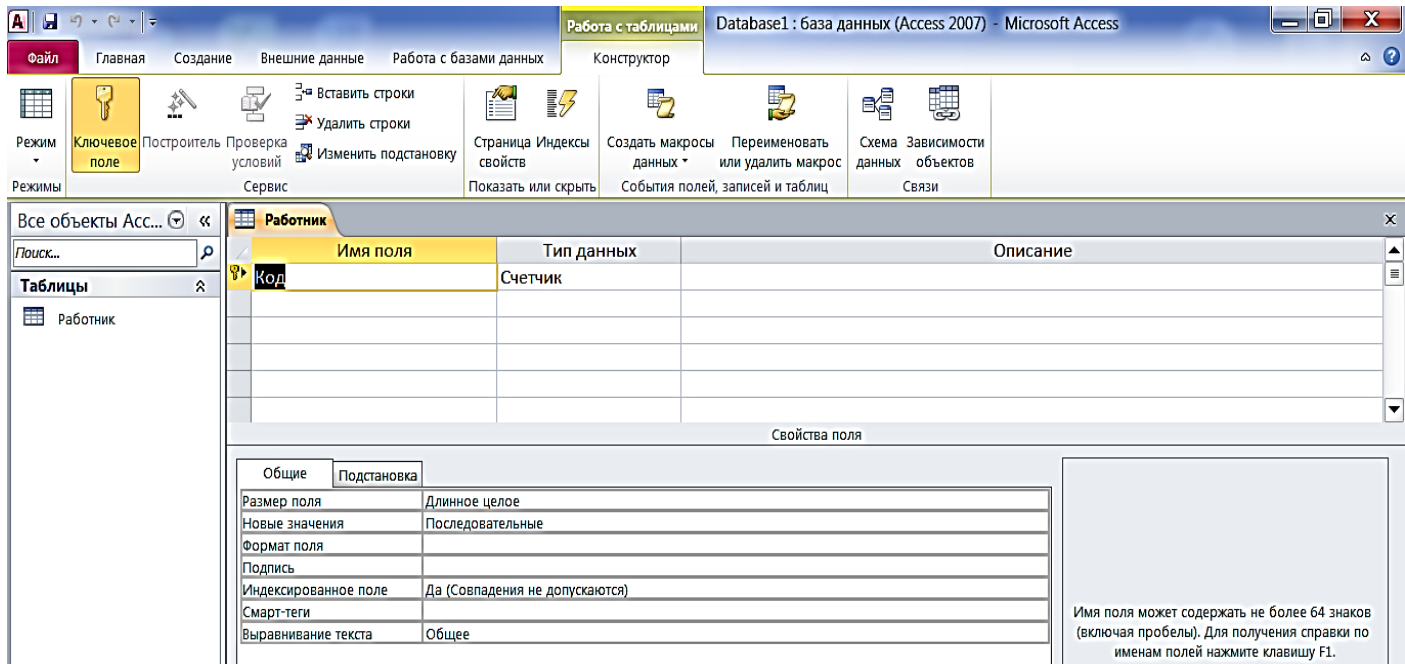 Работа с таблицами
Database1 : база данных (Access 2007) - Microsoft Access
Файл Главная Создание Внешние данные Работа с базами данных Конструктор
Режим
Ключевое поле
Построитель
Проверка условий
Вставить строки
Удалить строки
Изменить подстановку
Страница свойств
Индексы
Создать макросы данных
Переименовать или удалить макрос
Схема данных
Зависимости объектов
Режимы Сервис Показать или скрыть События полей, записей и таблиц Связи
Все объекты Acc...
Поиск...
Таблицы
Работник
Работник
Имя поля Тип данных Описание
Код Счетчик
Свойства поля
Общие Подстановка
Размер поля Длинное целое
Новые значения Последовательные
Формат поля
Подпись
Индексированное поле Да (Совпадения не допускаются)
Смарт-теги
Выравнивание текста Общее
Имя поля может содержать не более 64 знаков
(включая пробелы). Для получения справки по
именам полей нажмите клавишу F1.